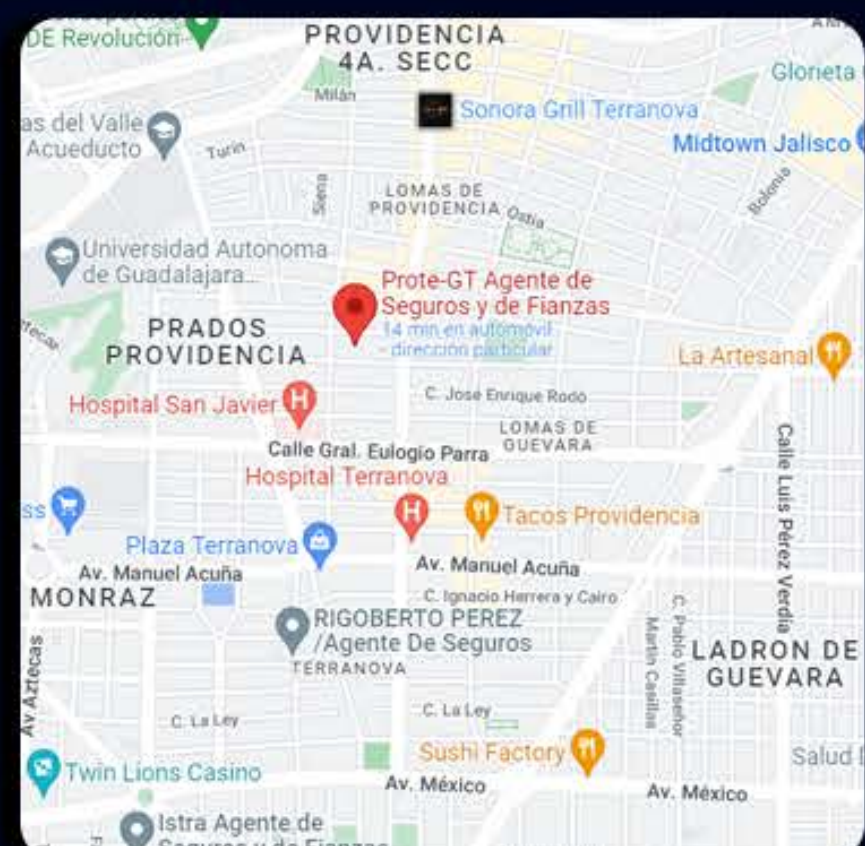 DE Revolución
PROVIDENCIA
4A. SECC
Milán
Glorieta
Sonora Grill Terranova
as del Valle
Acueducto
Turín
Midtown Jalisco
Siena
LOMAS DE
PROVIDENCIA
Ostia
Bolonia
Universidad Autonoma
de Guadalajara...
Prote-GT Agente de
Seguros y de Fianzas
14 min en automóvil
- dirección particular
PRADOS
PROVIDENCIA
La Artesanal
Hospital San Javier
C. Jose Enrique Rodo
LOMAS DE
GUEVARA
Calle Gral. Eulogio Parra
Calle Luis Pérez Verdía
Hospital Terranova
ss
Tacos Providencia
Plaza Terranova
Av. Manuel Acuña
Av. Manuel Acuña
MONRAZ
C. Ignacio Herrera y Cairo
RIGOBERTO PEREZ
/Agente De Seguros
TERRANOVA
C. Pablo Villaseñor
Martín Casillas
LADRON DE
GUEVARA
Av Aztecas
C. La Ley
C. La Ley
Sushi Factory
Salud
Twin Lions Casino
Av. México
Av. México
Istra Agente de
Seguros y de Fianzas